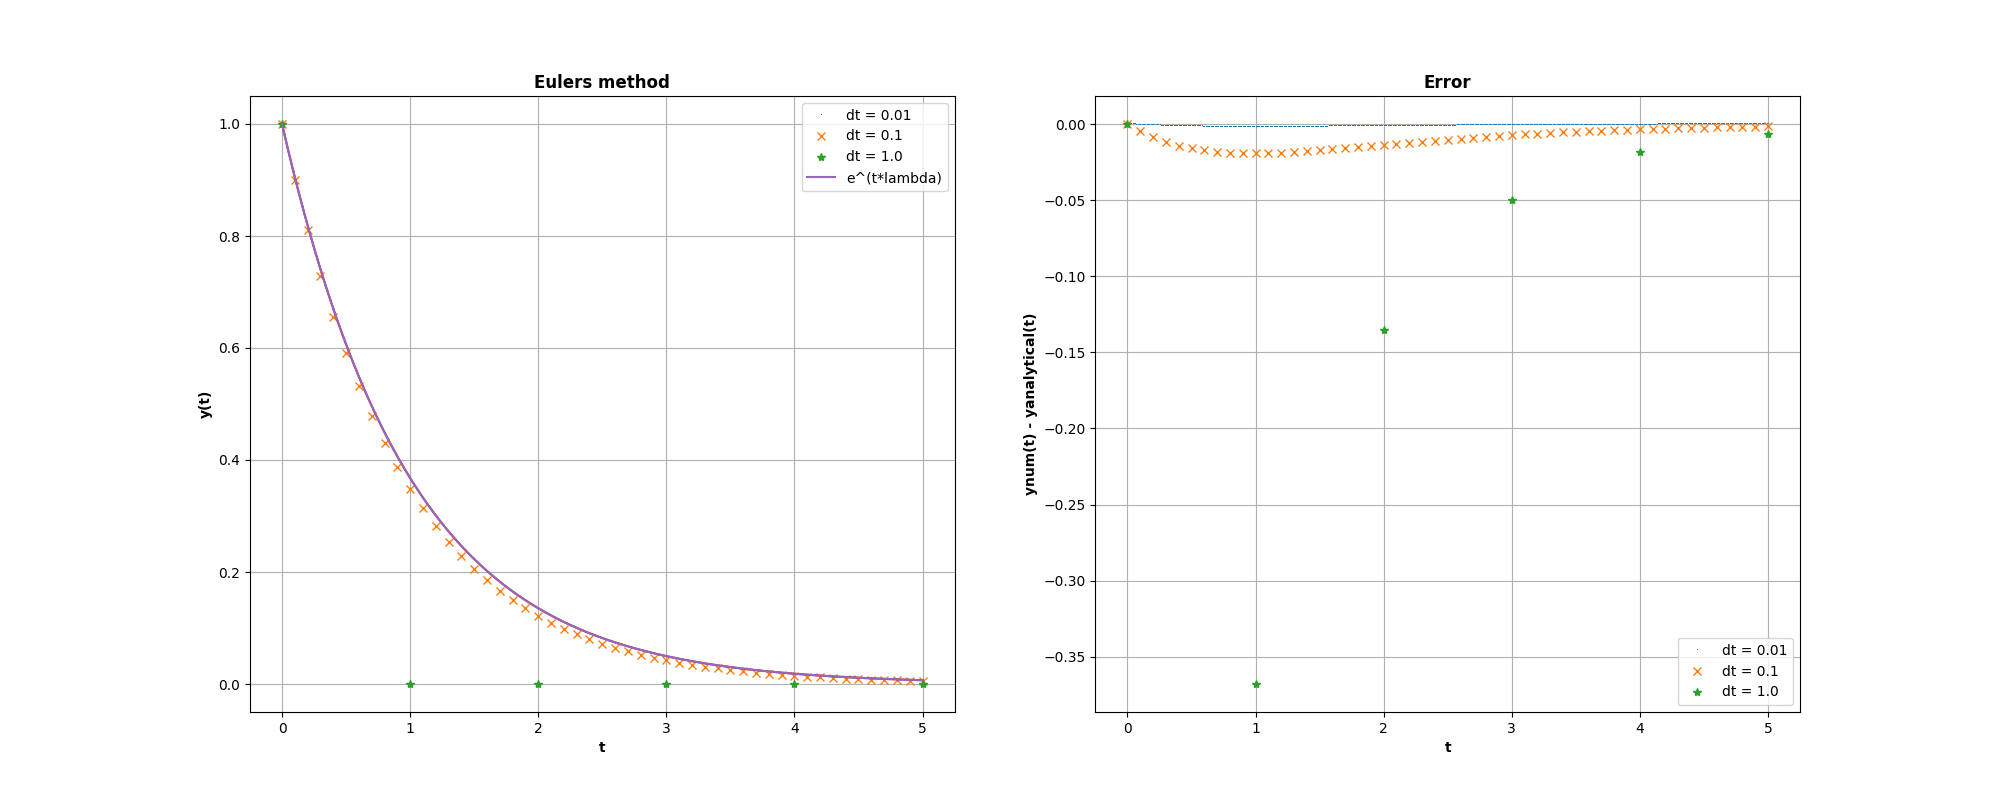 Eulers method
y(t)
1.0
0.8
0.6
0.4
0.2
0.0
0
1
2
3
4
5
t
dt = 0.01
dt = 0.1
dt = 1.0
e^(t*lambda)
Error
ynum(t) - yanalytical(t)
0.00
−0.05
−0.10
−0.15
−0.20
−0.25
−0.30
−0.35
0
1
2
3
4
5
t
dt = 0.01
dt = 0.1
dt = 1.0